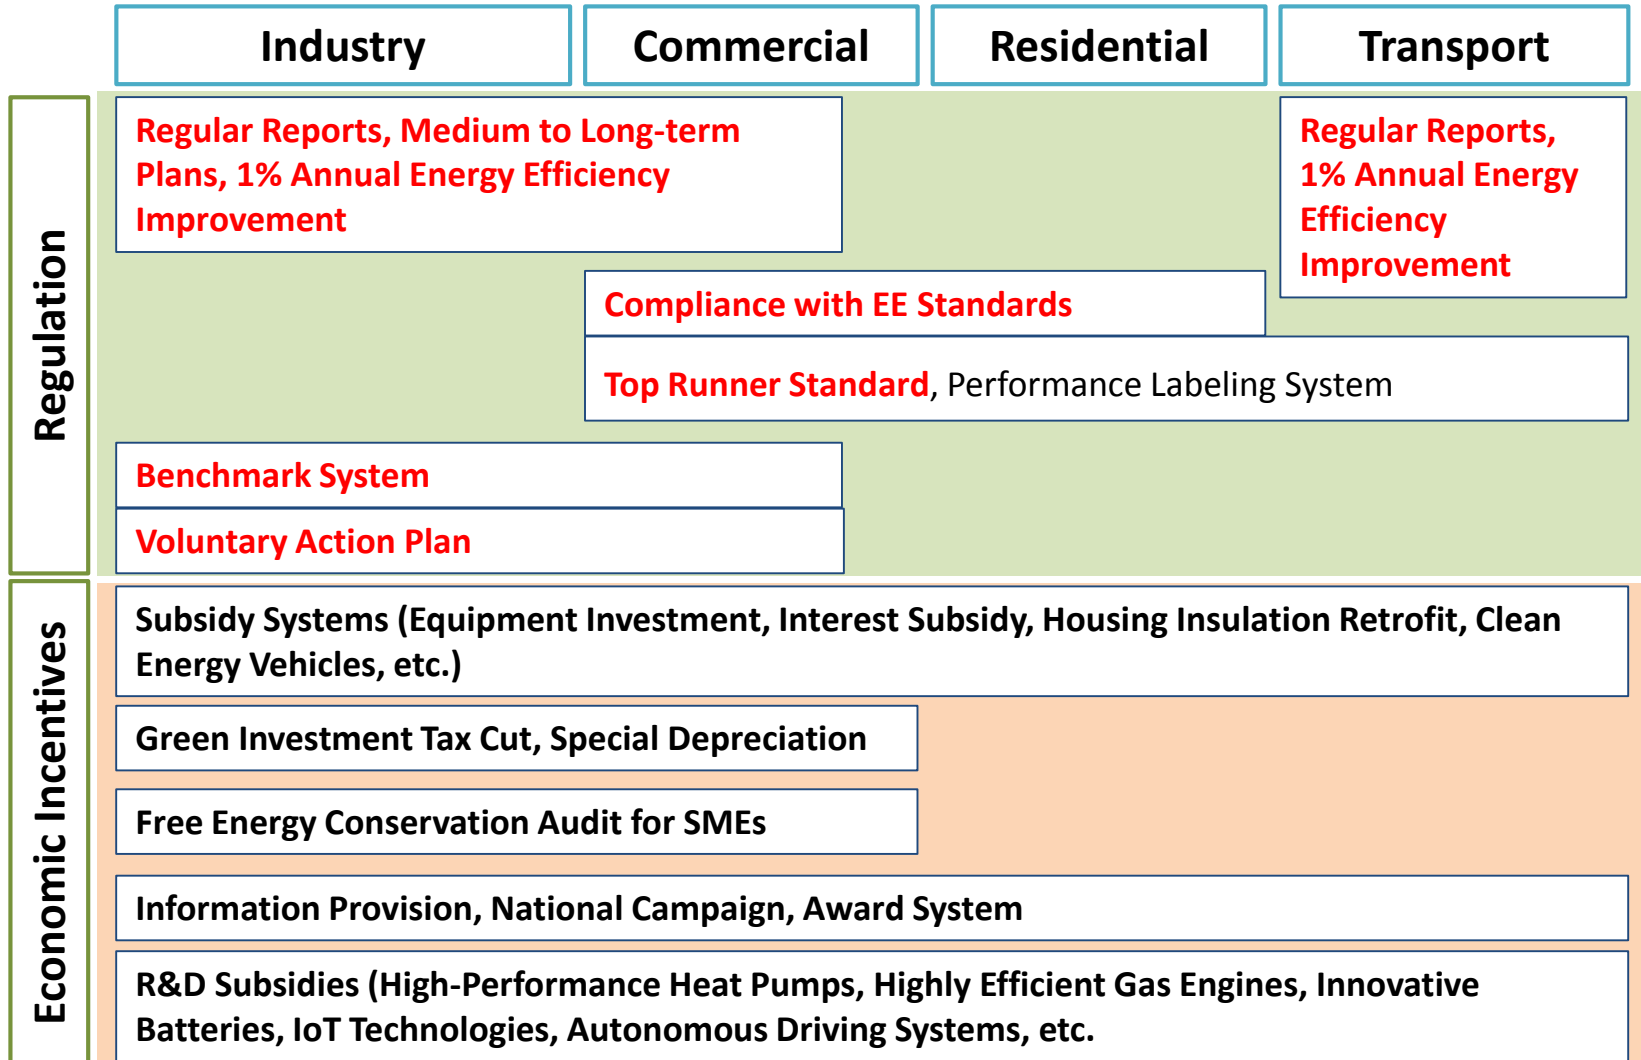 Industry
Commercial
Residential
Transport
Regulation
Regular Reports, Medium to Long-term
Plans, 1% Annual Energy Efficiency
Improvement
Regular Reports,
1% Annual Energy
Efficiency
Improvement
Compliance with EE Standards
Top Runner Standard, Performance Labeling System
Benchmark System
Voluntary Action Plan
Economic Incentives
Subsidy Systems (Equipment Investment, Interest Subsidy, Housing Insulation Retrofit, Clean
Energy Vehicles, etc.)
Green Investment Tax Cut, Special Depreciation
Free Energy Conservation Audit for SMEs
Information Provision, National Campaign, Award System
R&D Subsidies (High-Performance Heat Pumps, Highly Efficient Gas Engines, Innovative
Batteries, IoT Technologies, Autonomous Driving Systems, etc.